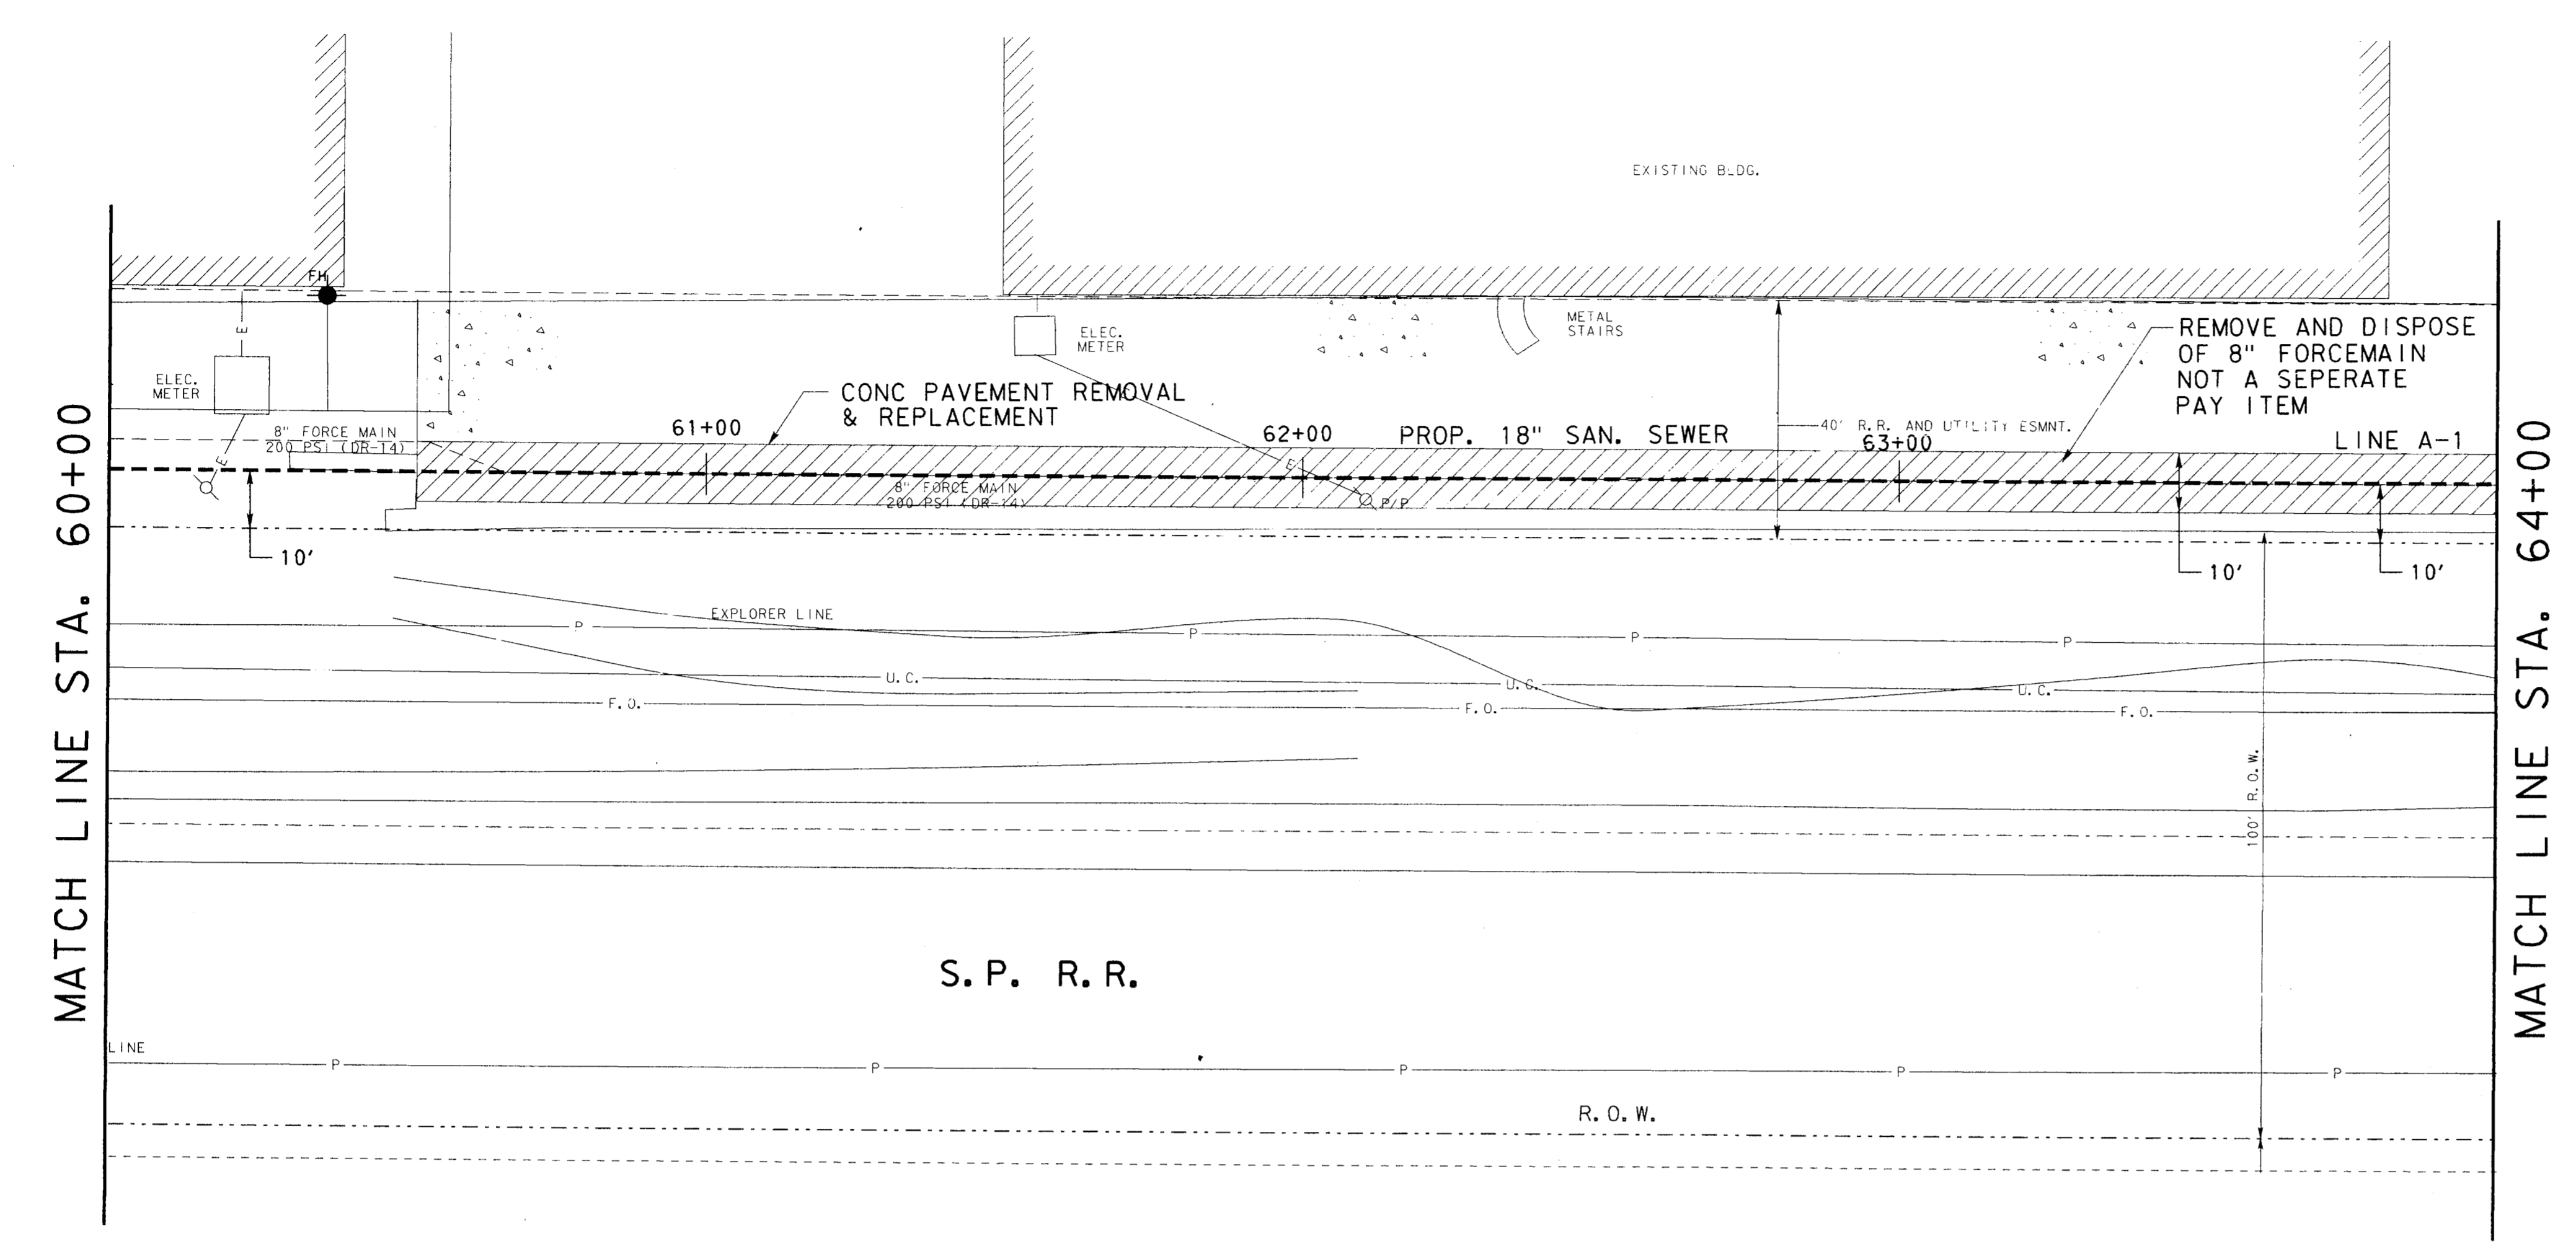 EXISTING BLDG.
FH
E
ELEC.
METER
ELEC.
METER
METAL
STAIRS
REMOVE AND DISPOSE
OF 8" FORCEMAIN
NOT A SEPERATE
PAY ITEM
CONC PAVEMENT REMOVAL
& REPLACEMENT
8" FORCE MAIN
200 PSI (DR-14)
61+00
62+00
PROP. 18" SAN. SEWER
40' R.R. AND UTILITY ESMNT.
63+00
LINE A-1
E
E
8" FORCE MAIN
200 PSI (DR-14)
P/P
10'
10'
10'
MATCH LINE STA. 60+00
MATCH LINE STA. 64+00
EXPLORER LINE
P
P
P
P
U.C.
U.C.
U.C.
F.O.
F.O.
F.O.
100' R.O.W.
S.P. R.R.
LINE
P
P
P
P
P
R.O.W.